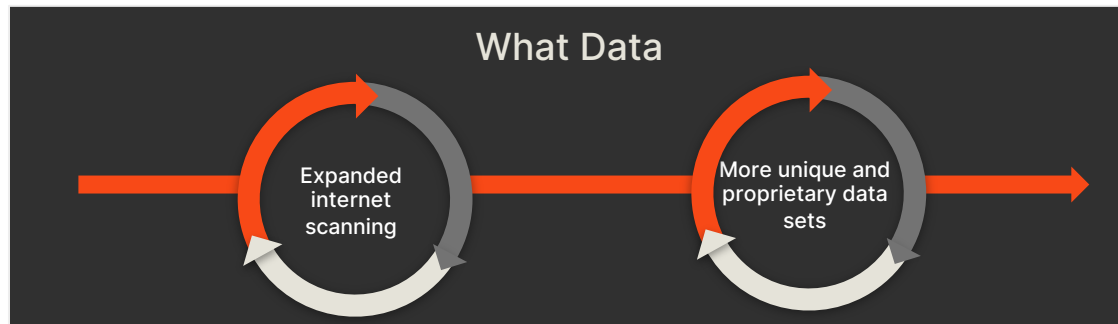 What Data
Expanded
internet
scanning
More unique and
proprietary data
sets